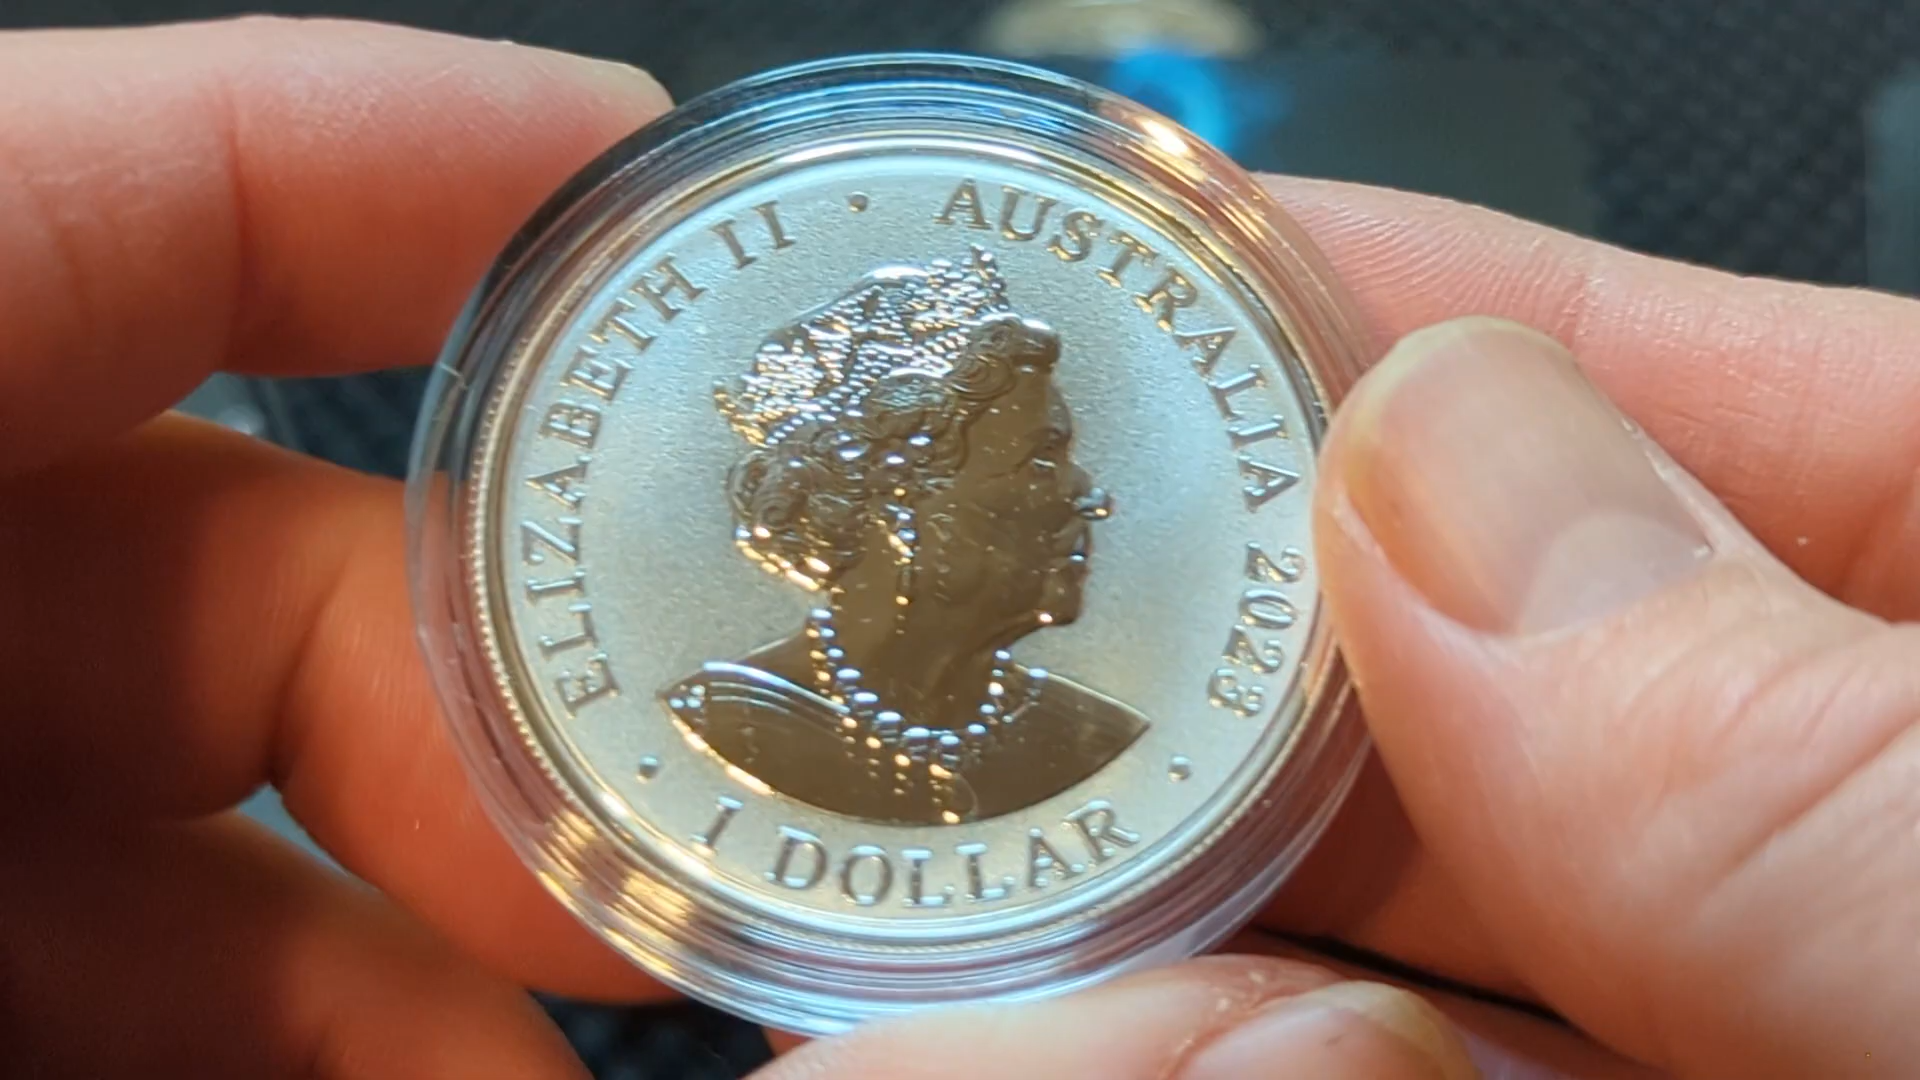 ELIZABETH II • AUSTRALIA 2023
• 1 DOLLAR •